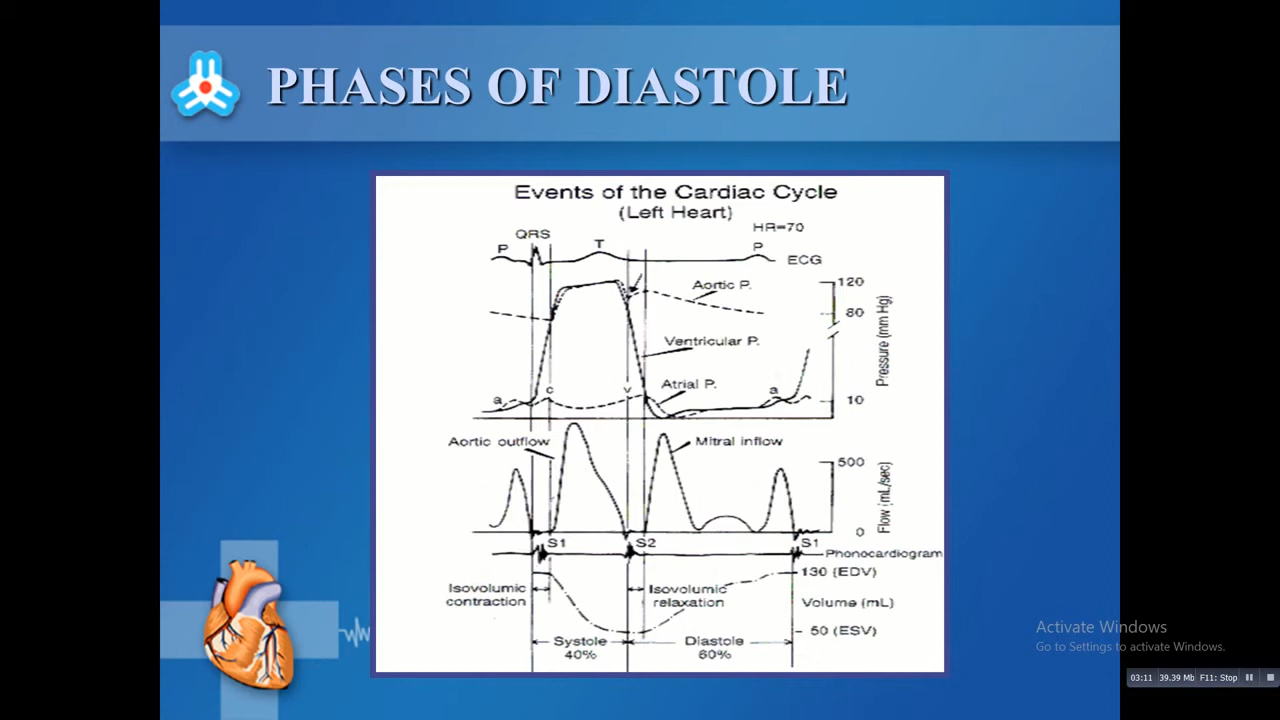 PHASES OF DIASTOLE
Events of the Cardiac Cycle
(Left Heart)
HR=70
QRS
P
T
P
ECG
120
Aortic P.
80
Pressure (mm Hg)
Ventricular P.
Atrial P.
a
c
v
a
10
Aortic outflow
Mitral inflow
500
Flow (mL/sec)
0
S1
S2
S1
Phonocardiogram
130 (EDV)
Isovolumic
contraction
Isovolumic
relaxation
Volume (mL)
50 (ESV)
Systole
40%
Diastole
60%
Activate Windows
Go to Settings to activate Windows.
03:11 39.39 Mb F11: Stop